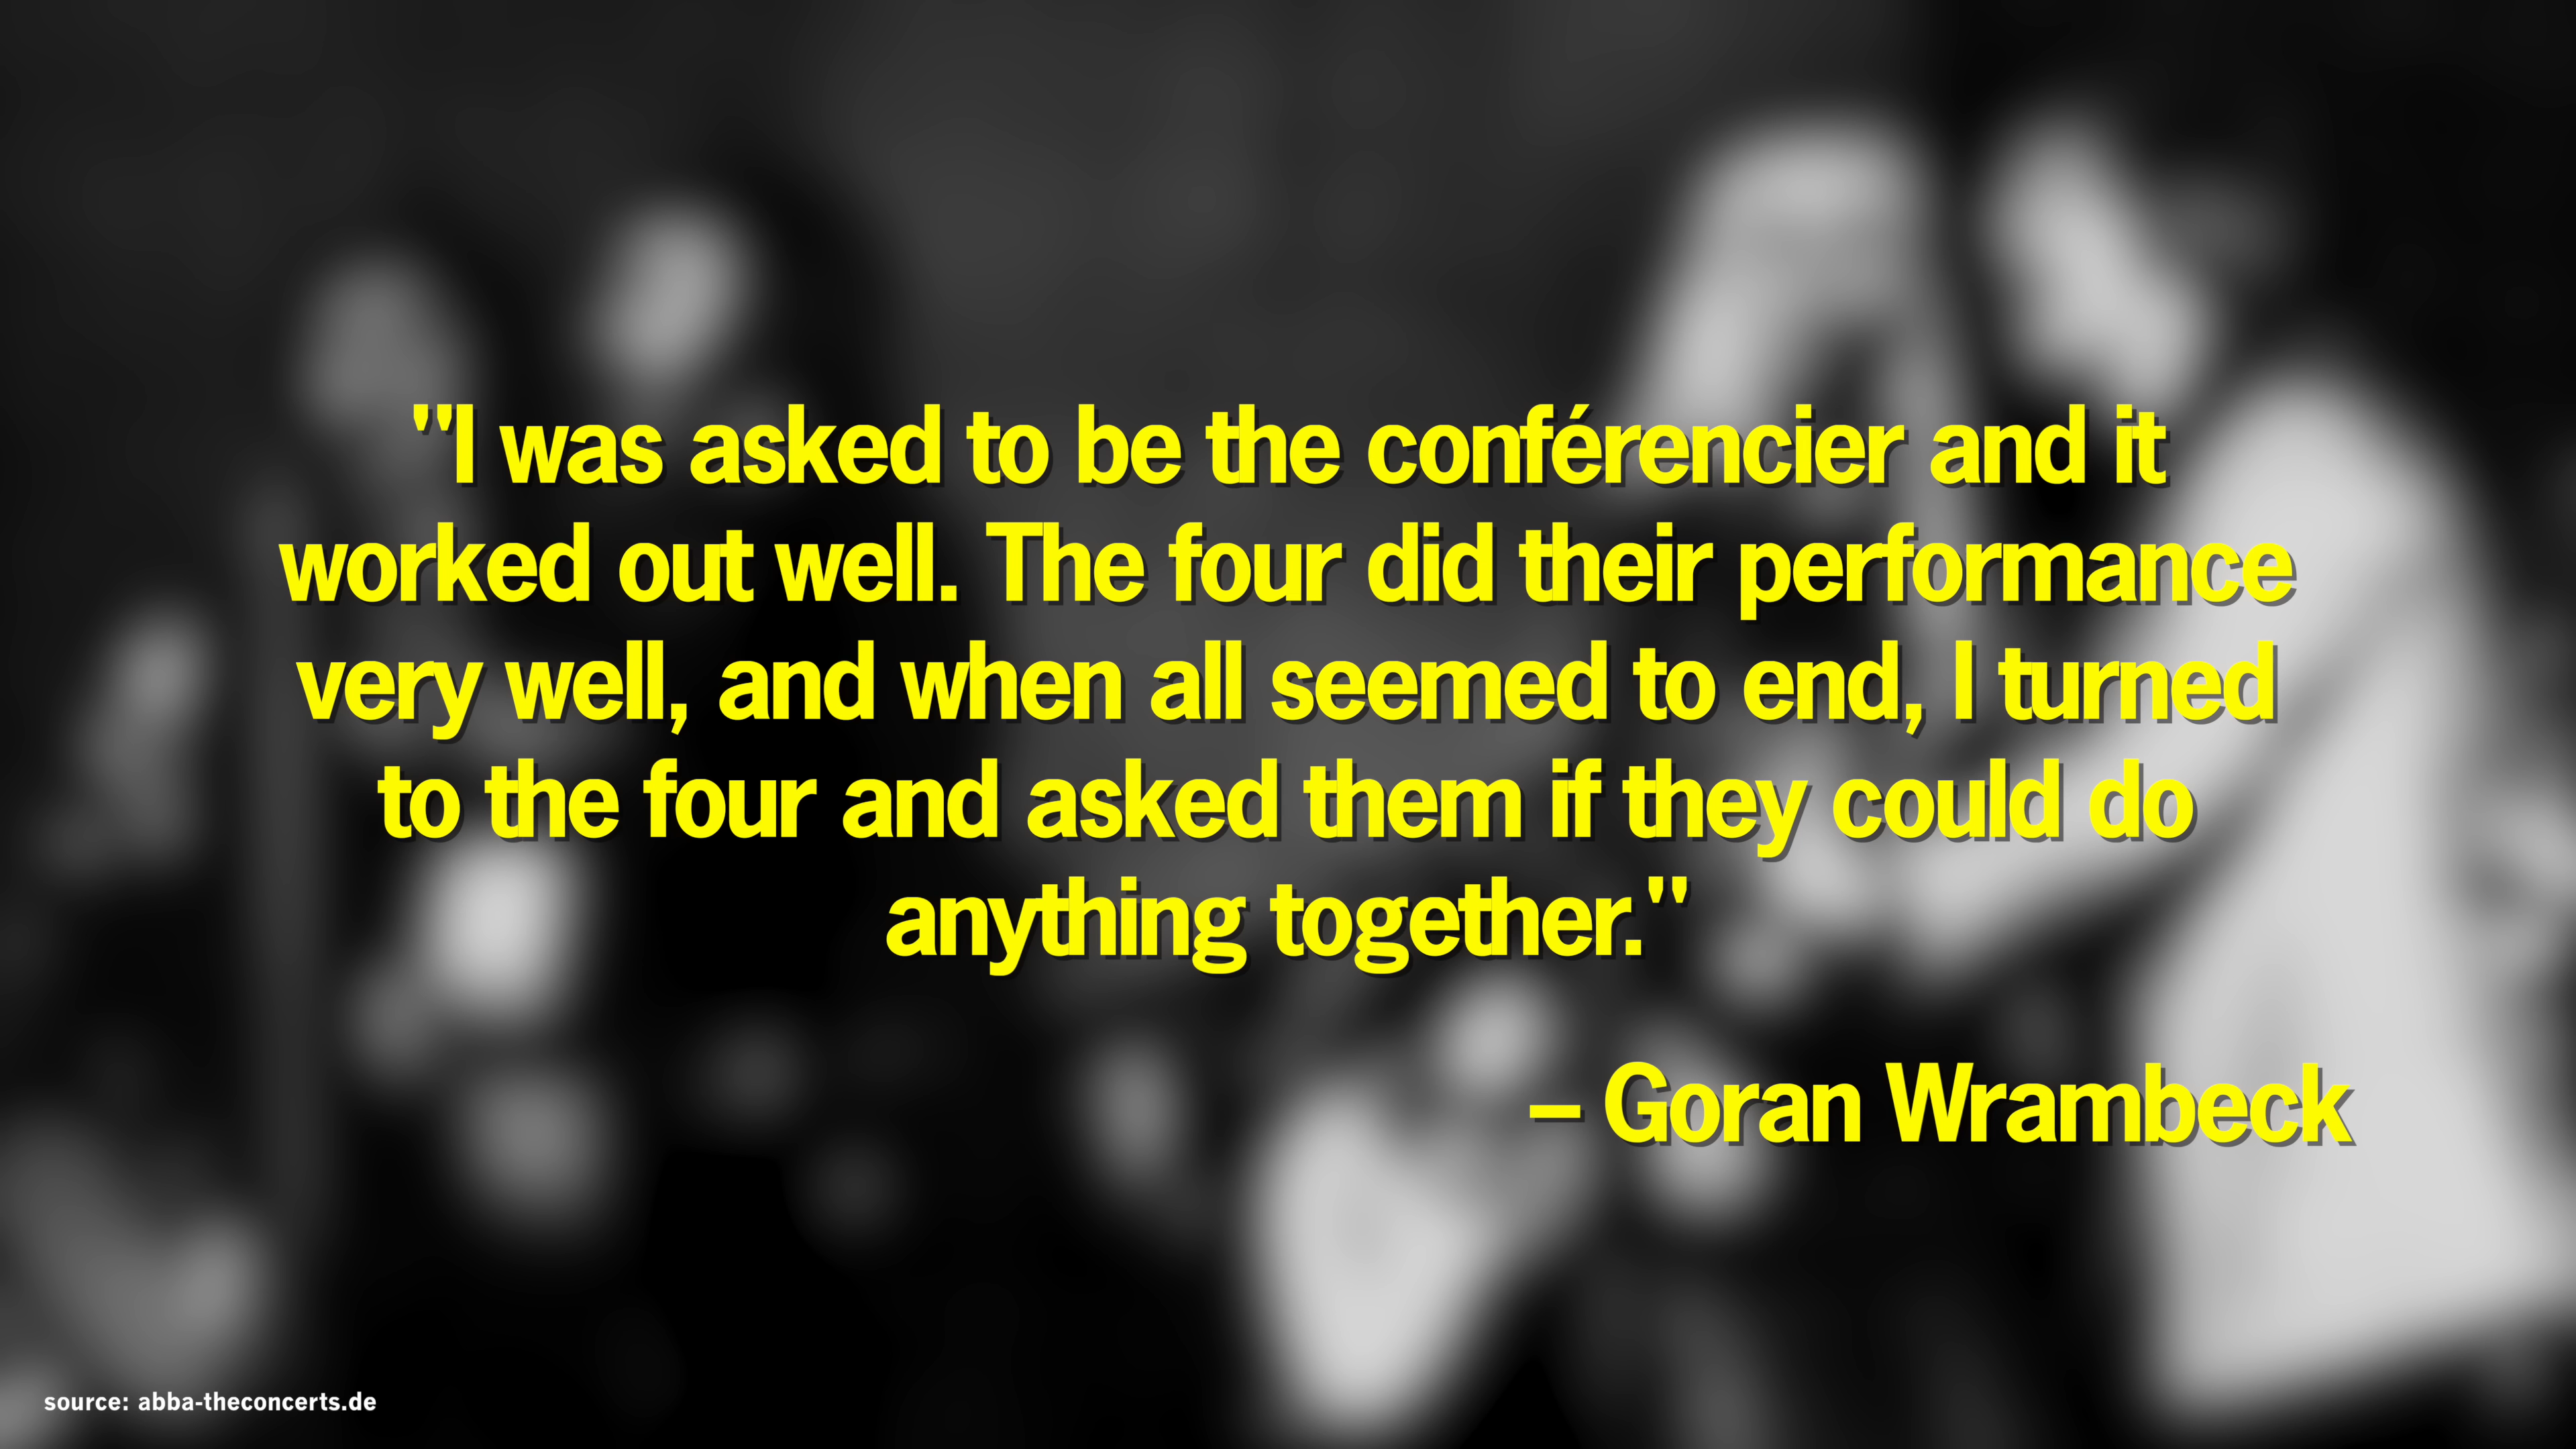 "I was asked to be the conférencier and it
worked out well. The four did their performance
very well, and when all seemed to end, I turned
to the four and asked them if they could do
anything together."
– Goran Wrambeck
source: abba-theconcerts.de